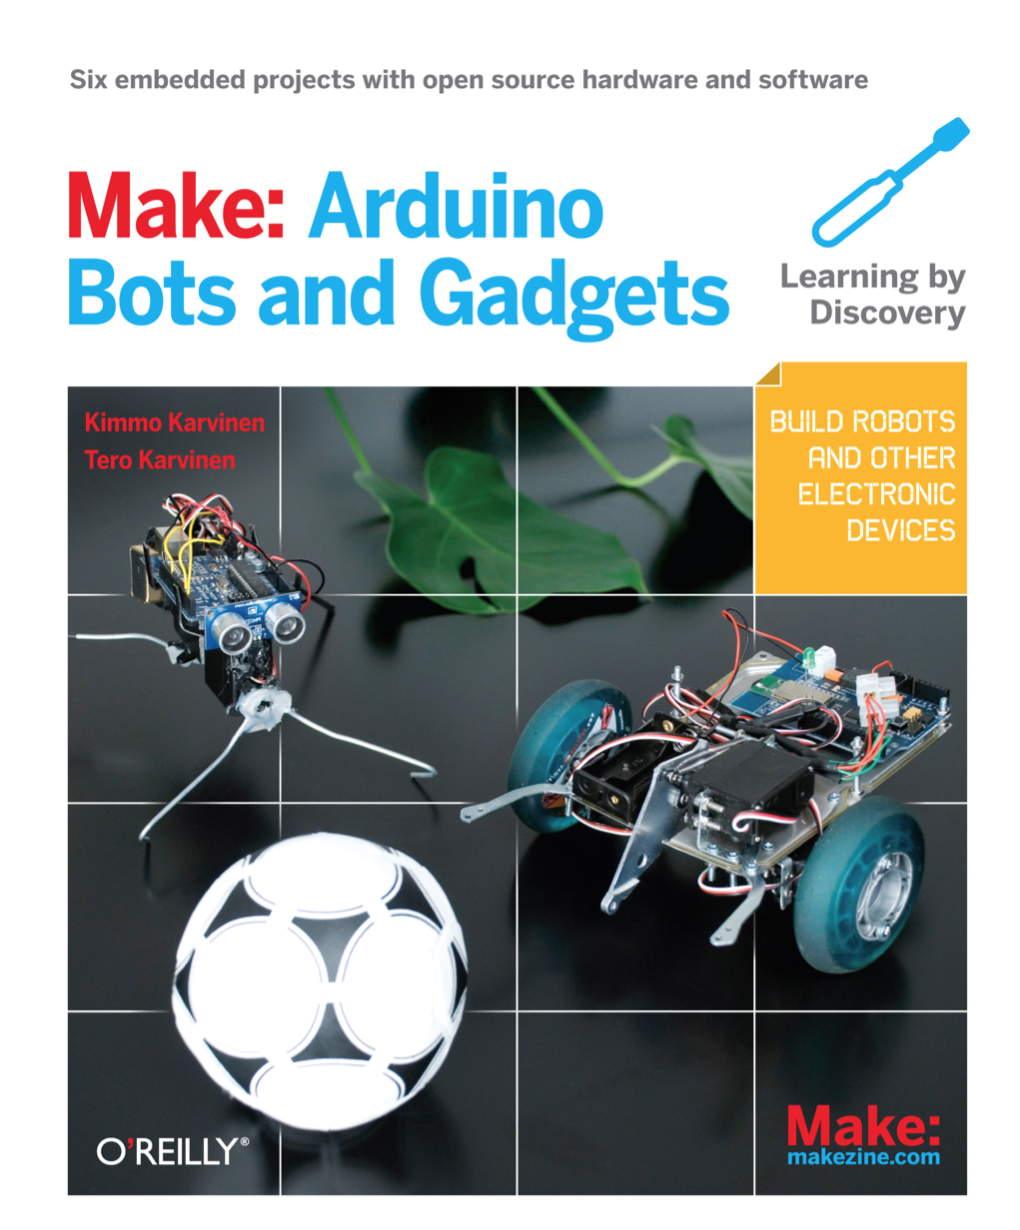 Six embedded projects with open source hardware and software
Make: Arduino
Bots and Gadgets
Learning by
Discovery
Kimmo Karvinen
Tero Karvinen
BUILD ROBOTS
AND OTHER
ELECTRONIC
DEVICES
O'REILLY®
Make:
makezine.com